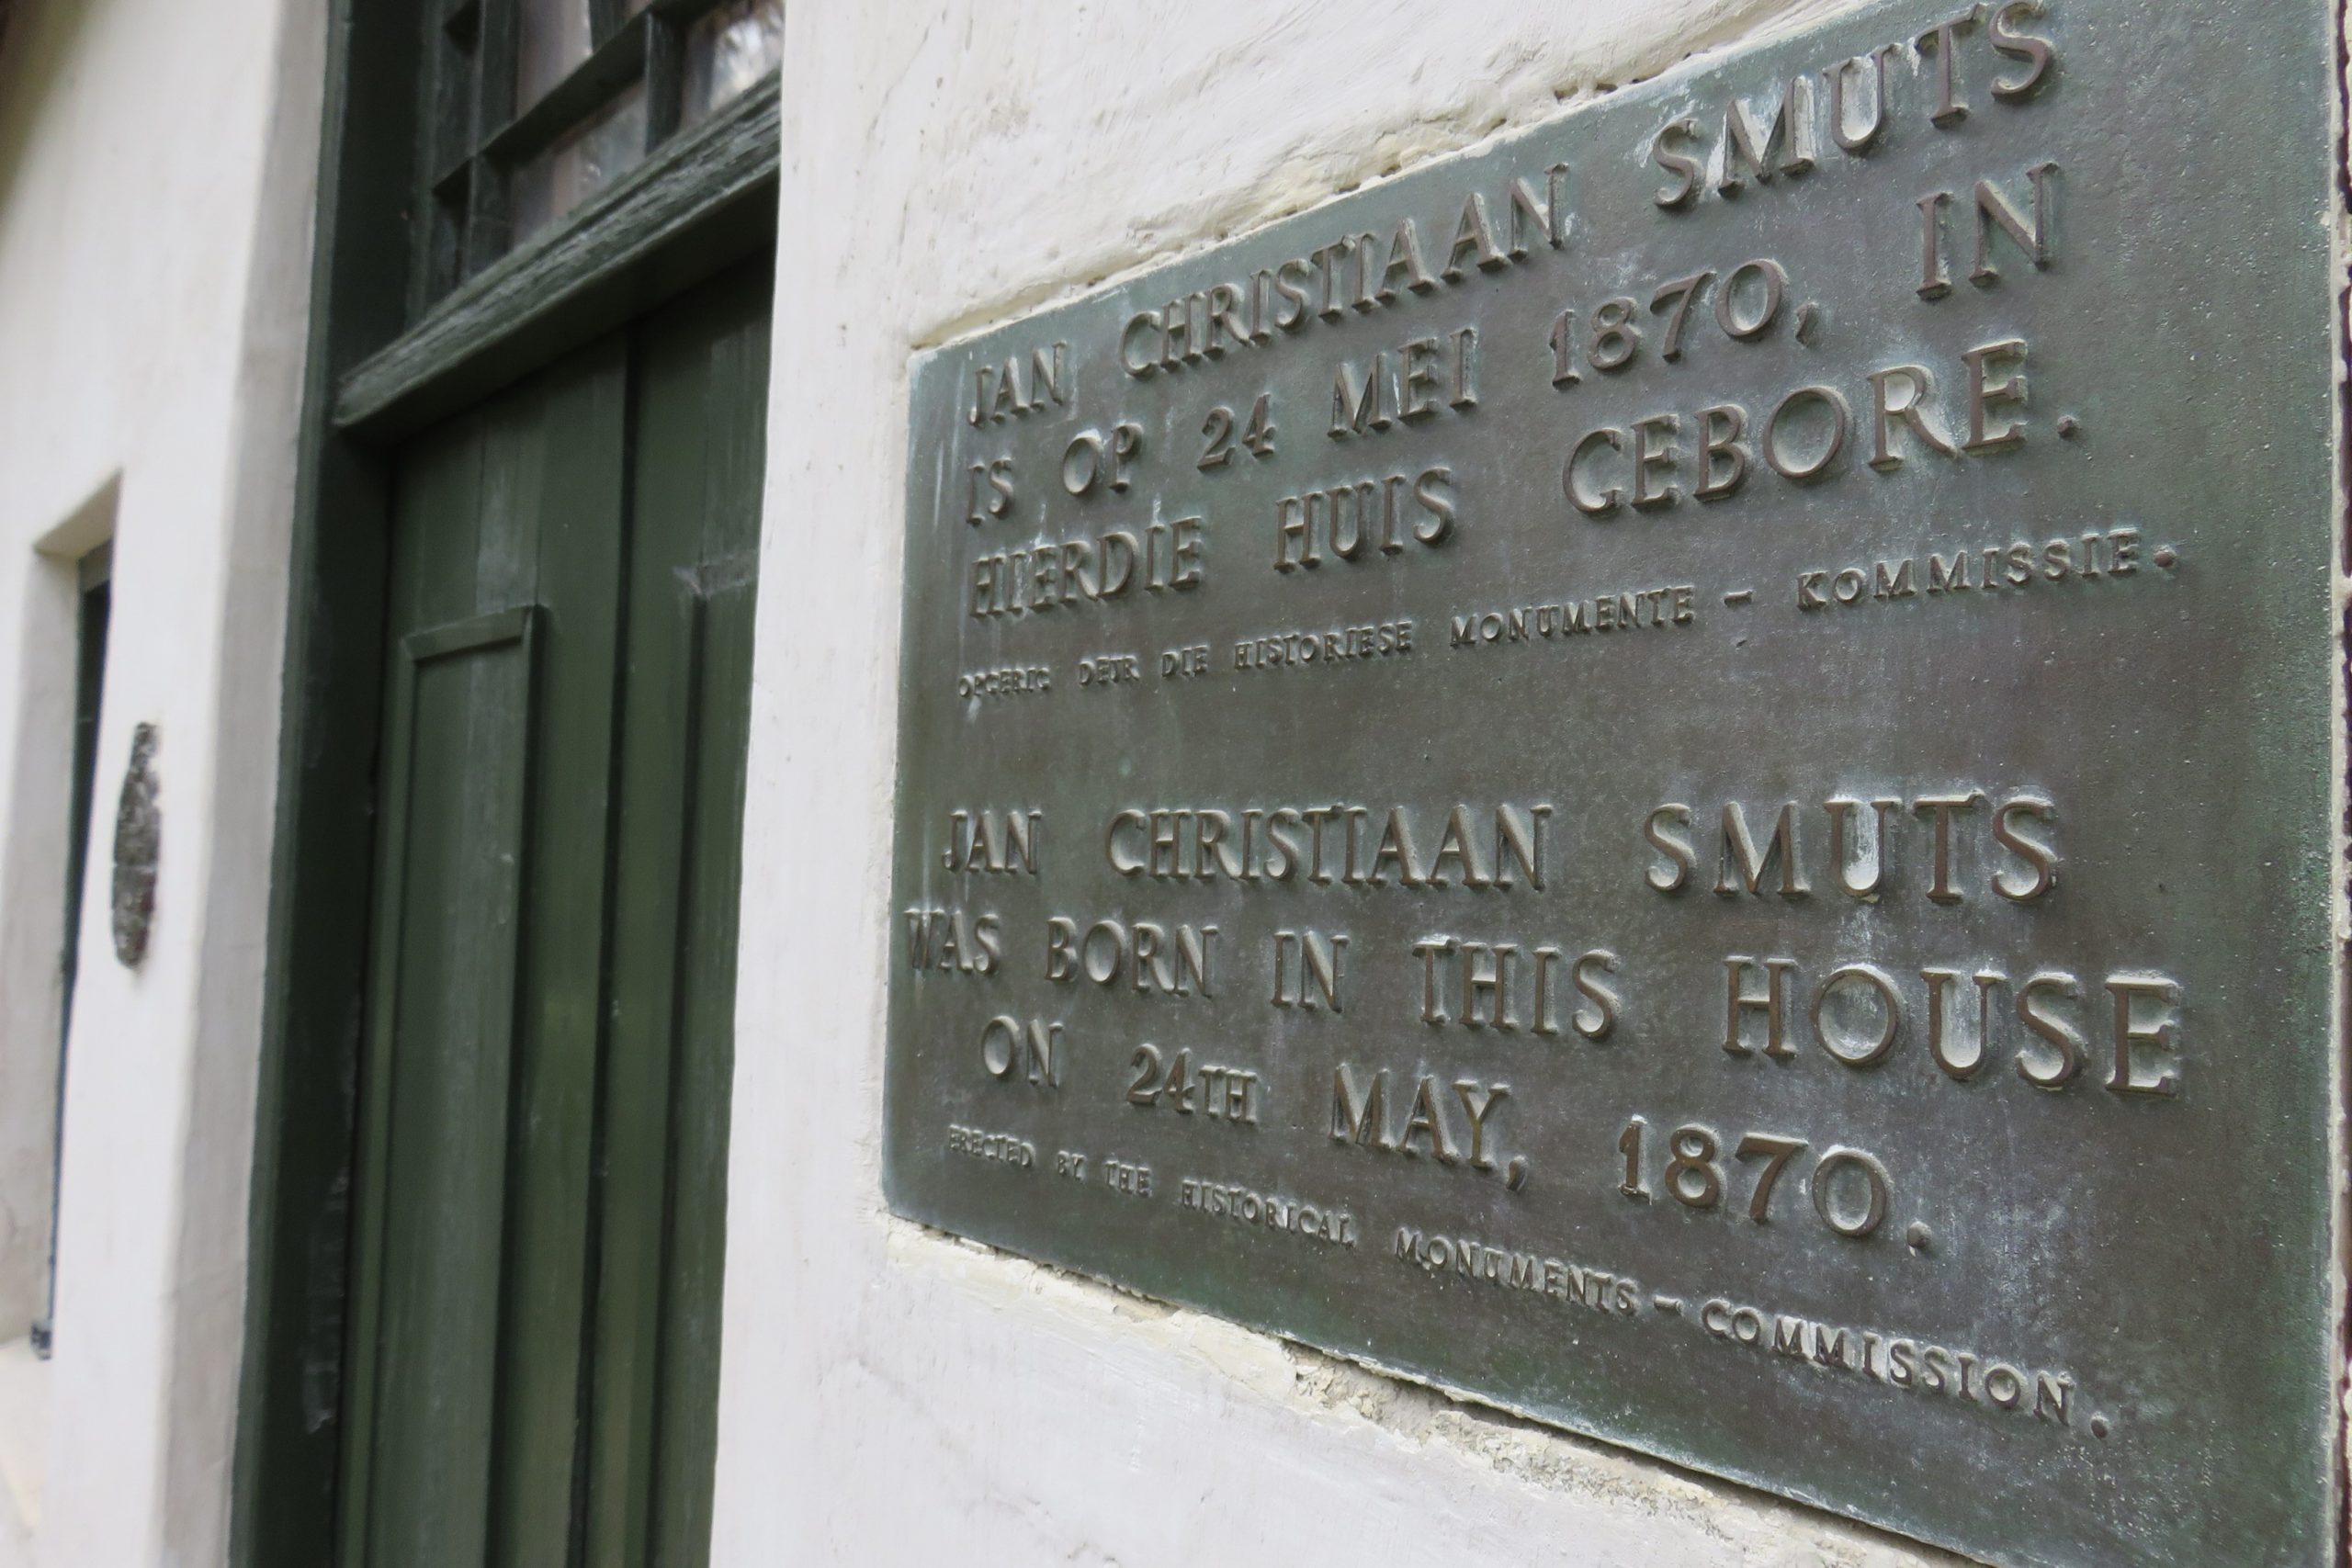 JAN CHRISTIAAN SMUTS
IS OP 24 MEI 1870, IN
HIERDIE HUIS GEBORE.
OPGERIG DEUR DIE HISTORIESE MONUMENTE - KOMMISSIE.
JAN CHRISTIAAN SMUTS
WAS BORN IN THIS HOUSE
ON 24TH MAY, 1870.
ERECTED BY THE HISTORICAL MONUMENTS - COMMISSION.